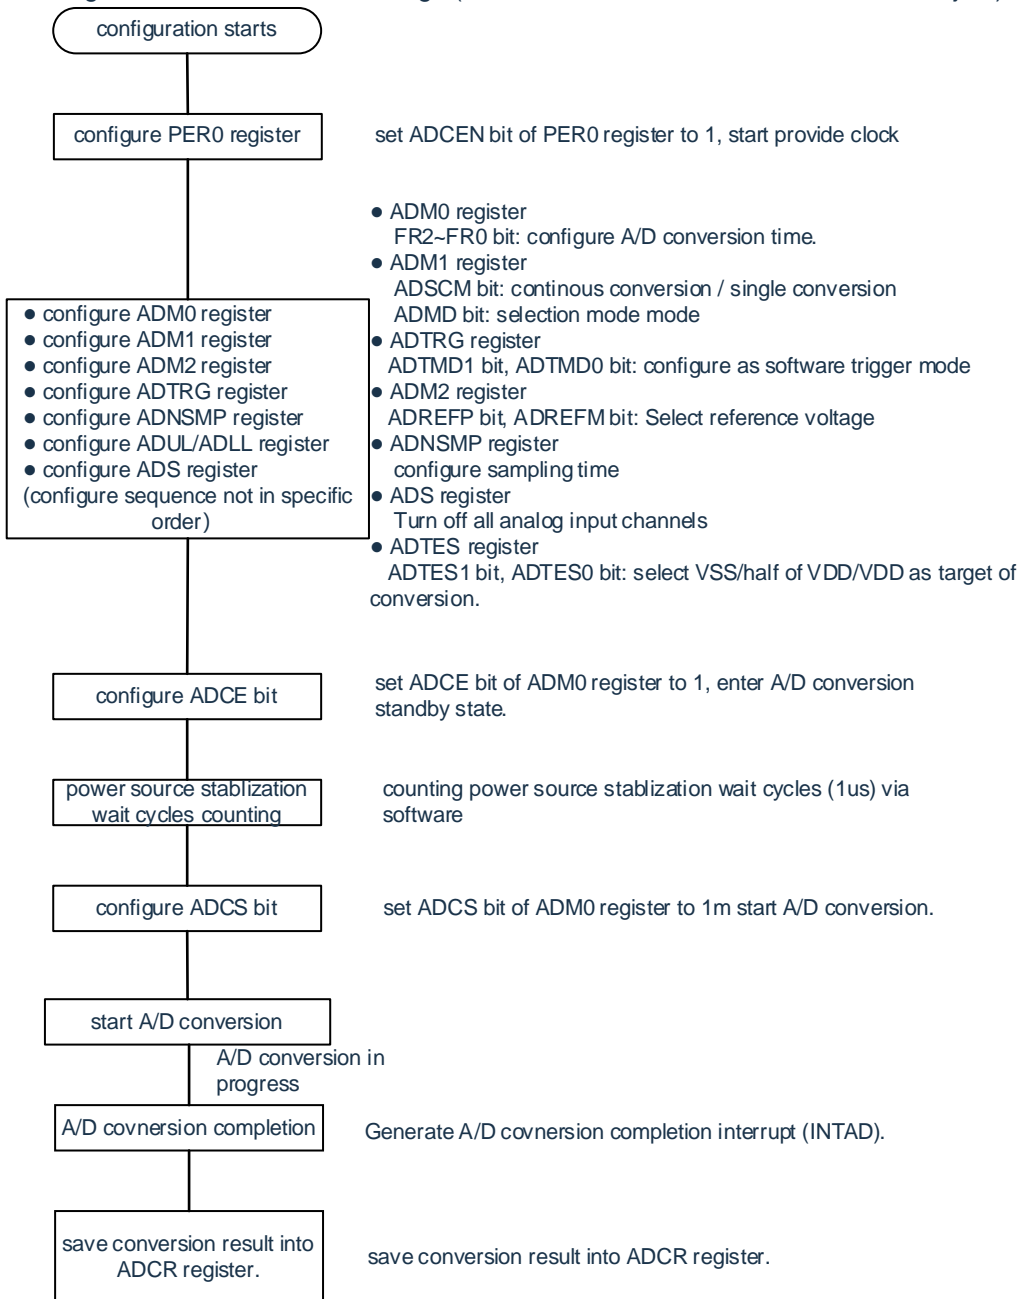 configuration starts
configure PER0 register
set ADCEN bit of PER0 register to 1, start provide clock
● configure ADM0 register
● configure ADM1 register
● configure ADM2 register
● configure ADTRG register
● configure ADNSMP register
● configure ADUL/ADLL register
● configure ADS register
(configure sequence not in specific
order)
● ADM0 register
FR2~FR0 bit: configure A/D conversion time.
● ADM1 register
ADSCM bit: continous conversion / single conversion
ADMD bit: selection mode mode
● ADTRG register
ADTMD1 bit, ADTMD0 bit: configure as software trigger mode
● ADM2 register
ADREFP bit, ADREFM bit: Select reference voltage
● ADNSMP register
configure sampling time
● ADS register
Turn off all analog input channels
● ADTES register
ADTES1 bit, ADTES0 bit: select VSS/half of VDD/VDD as target of
conversion.
configure ADCE bit
set ADCE bit of ADM0 register to 1, enter A/D conversion
standby state.
power source stablization
wait cycles counting
counting power source stablization wait cycles (1us) via
software
configure ADCS bit
set ADCS bit of ADM0 register to 1m start A/D conversion.
start A/D conversion
A/D conversion in
progress
A/D covnersion completion
Generate A/D covnersion completion interrupt (INTAD).
save conversion result into
ADCR register.
save conversion result into ADCR register.